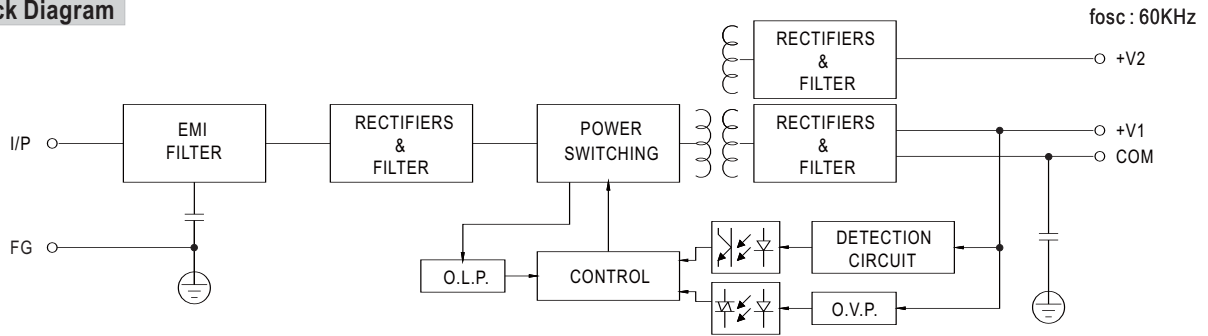 ck Diagram
fosc : 60KHz
RECTIFIERS
&
FILTER
+V2
I/P
EMI
FILTER
RECTIFIERS
&
FILTER
POWER
SWITCHING
RECTIFIERS
&
FILTER
+V1
COM
FG
O.L.P.
CONTROL
DETECTION
CIRCUIT
O.V.P.